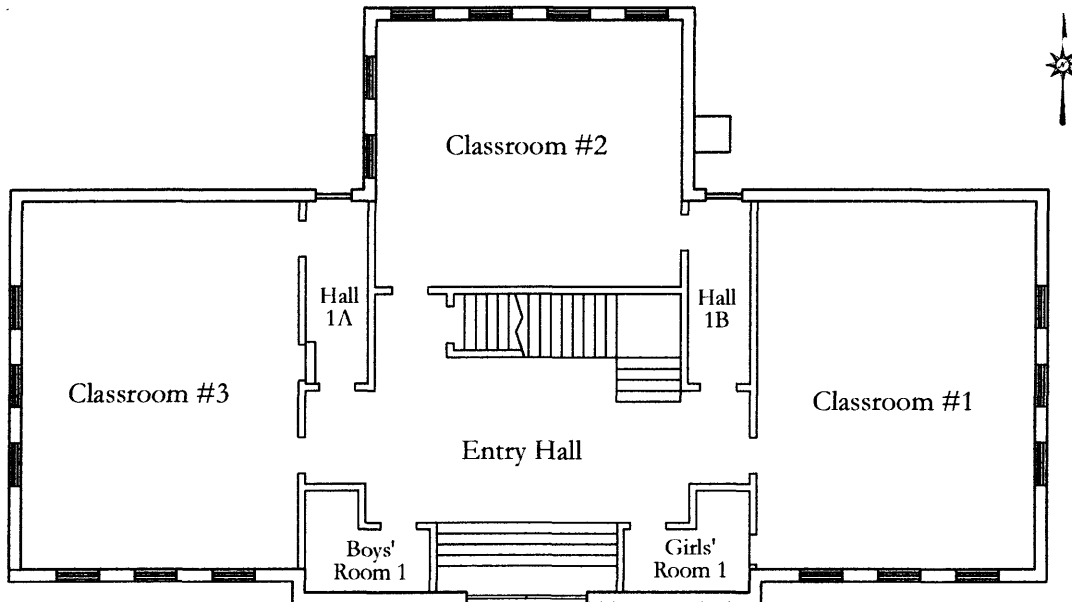 Classroom #2
Hall
1A
Hall
1B
Classroom #3
Classroom #1
Entry Hall
Boys'
Room 1
Girls'
Room 1